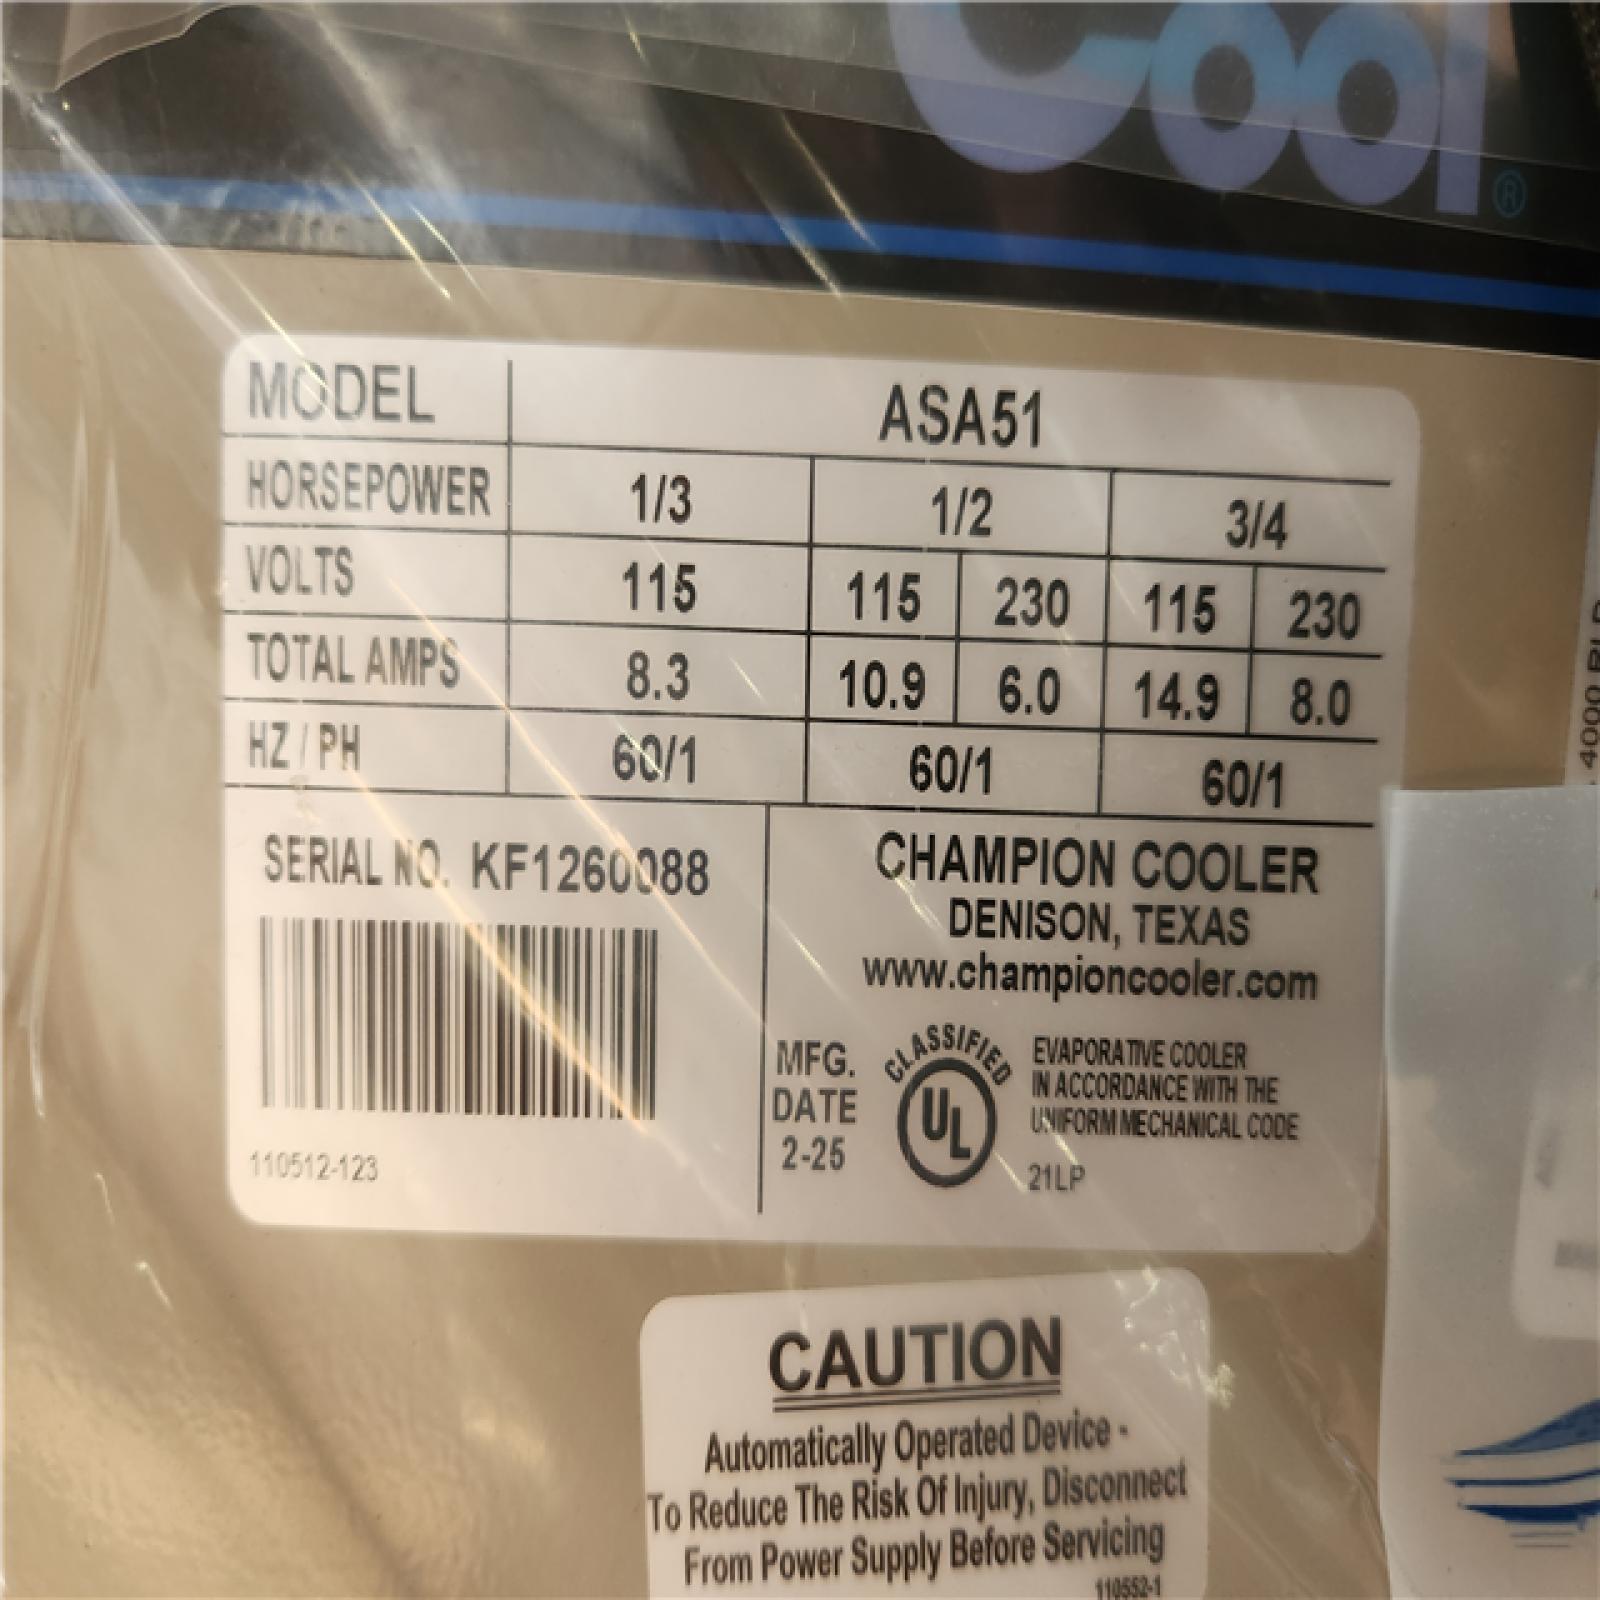 Cool®
MODEL ASA51
HORSEPOWER 1/3 1/2 3/4
VOLTS 115 115 230 115 230
TOTAL AMPS 8.3 10.9 6.0 14.9 8.0
HZ / PH 60/1 60/1 60/1
SERIAL NO. KF1260088
110512-123
CHAMPION COOLER
DENISON, TEXAS
www.championcooler.com
MFG.
DATE
2-25
CLASSIFIED
UL
EVAPORATIVE COOLER
IN ACCORDANCE WITH THE
UNIFORM MECHANICAL CODE
21LP
CAUTION
Automatically Operated Device -
To Reduce The Risk Of Injury, Disconnect
From Power Supply Before Servicing
110552-1
4000